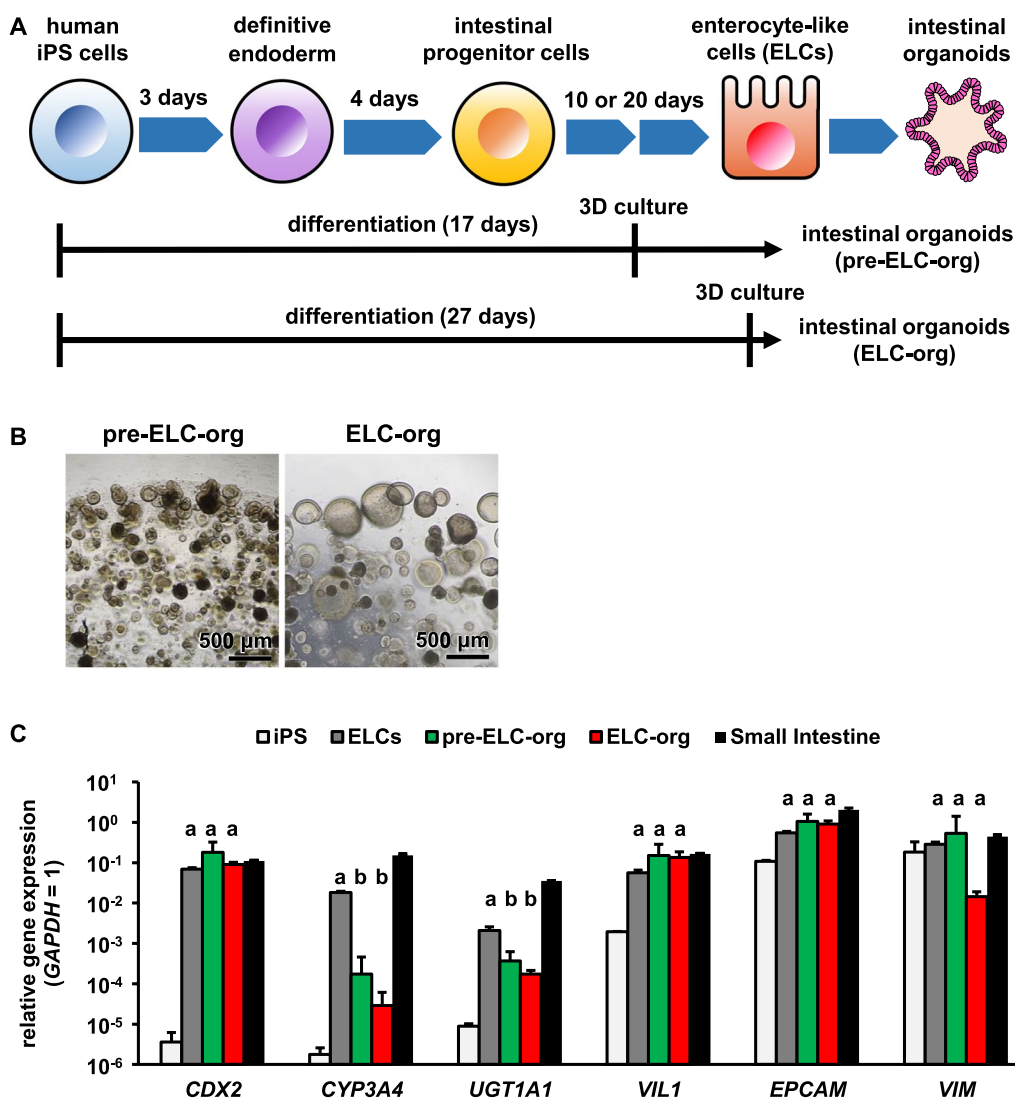 A
human
iPS cells
definitive
endoderm
intestinal
progenitor cells
enterocyte-like
cells (ELCs)
intestinal
organoids
3 days
4 days
10 or 20 days
3D culture
differentiation (17 days)
intestinal organoids
(pre-ELC-org)
3D culture
differentiation (27 days)
intestinal organoids
(ELC-org)
B
pre-ELC-org
ELC-org
500 µm
500 µm
C
iPS ELCs pre-ELC-org ELC-org Small Intestine
relative gene expression
(GAPDH = 1)
10¹
10⁰
10⁻¹
10⁻²
10⁻³
10⁻⁴
10⁻⁵
10⁻⁶
a a a
a b b
a b b
a a a
a a a
a a a
CDX2 CYP3A4 UGT1A1 VIL1 EPCAM VIM